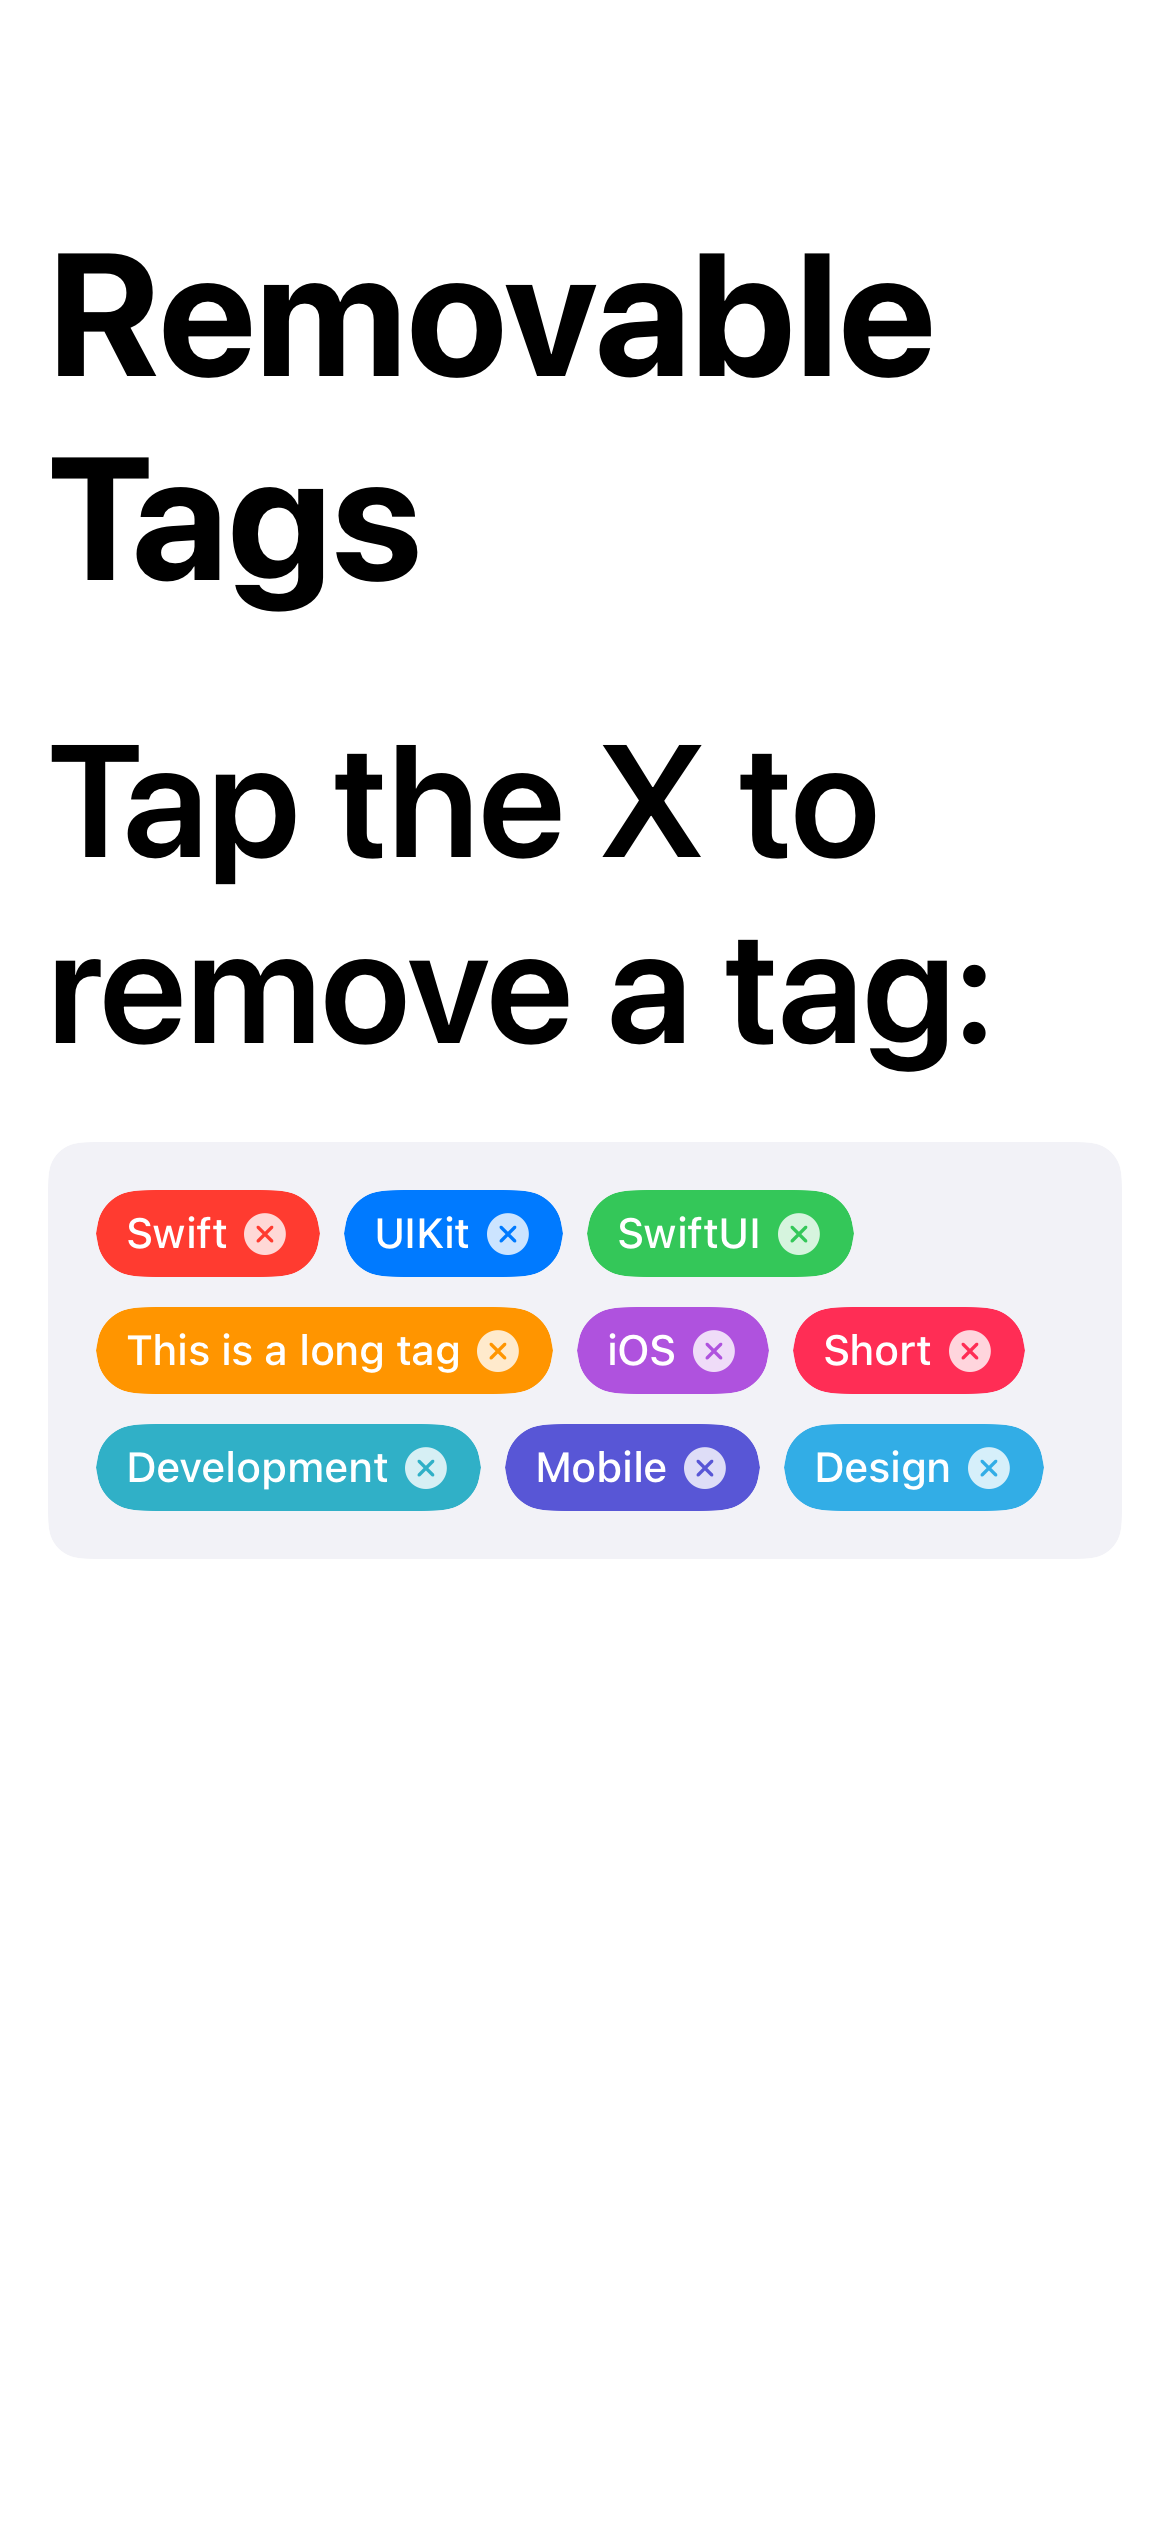 Removable
Tags
Tap the X to
remove a tag:
Swift UIKit SwiftUI
This is a long tag iOS Short
Development Mobile Design